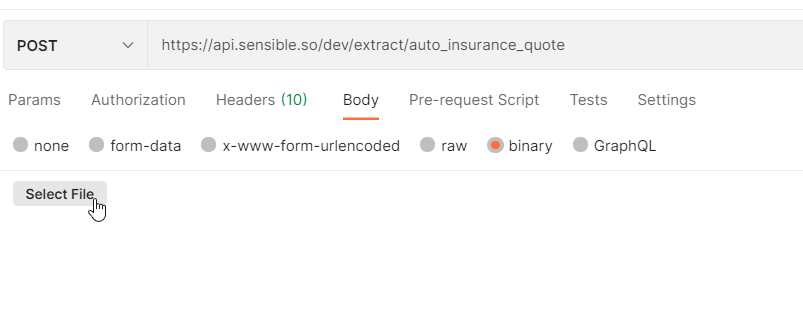 POST https://api.sensible.so/dev/extract/auto_insurance_quote
Params Authorization Headers (10) Body Pre-request Script Tests Settings
none form-data x-www-form-urlencoded raw binary GraphQL
Select File